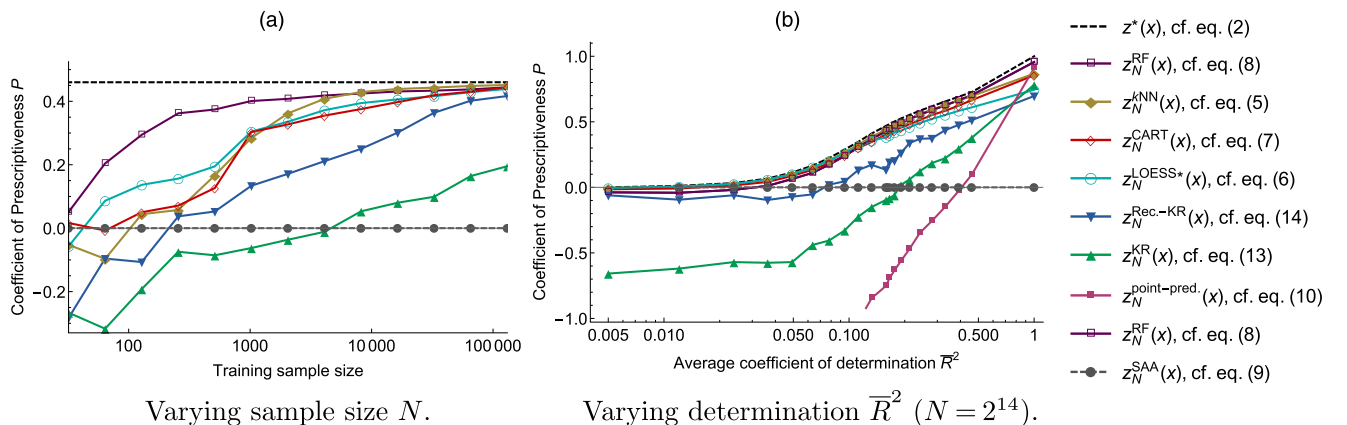 (a)
Coefficient of Prescriptiveness P
0.4
0.2
0.0
−0.2
100
1000
10 000
100 000
Training sample size
Varying sample size N.
(b)
Coefficient of Prescriptiveness P
1.0
0.5
0.0
-0.5
-1.0
0.005
0.010
0.050
0.100
0.500
1
Average coefficient of determination R̅²
Varying determination R̅² (N = 2¹⁴).
z*(x), cf. eq. (2)
z_N^RF(x), cf. eq. (8)
z_N^kNN(x), cf. eq. (5)
z_N^CART(x), cf. eq. (7)
z_N^LOESS*(x), cf. eq. (6)
z_N^Rec.−KR(x), cf. eq. (14)
z_N^KR(x), cf. eq. (13)
z_N^point−pred.(x), cf. eq. (10)
z_N^RF(x), cf. eq. (8)
z_N^SAA(x), cf. eq. (9)